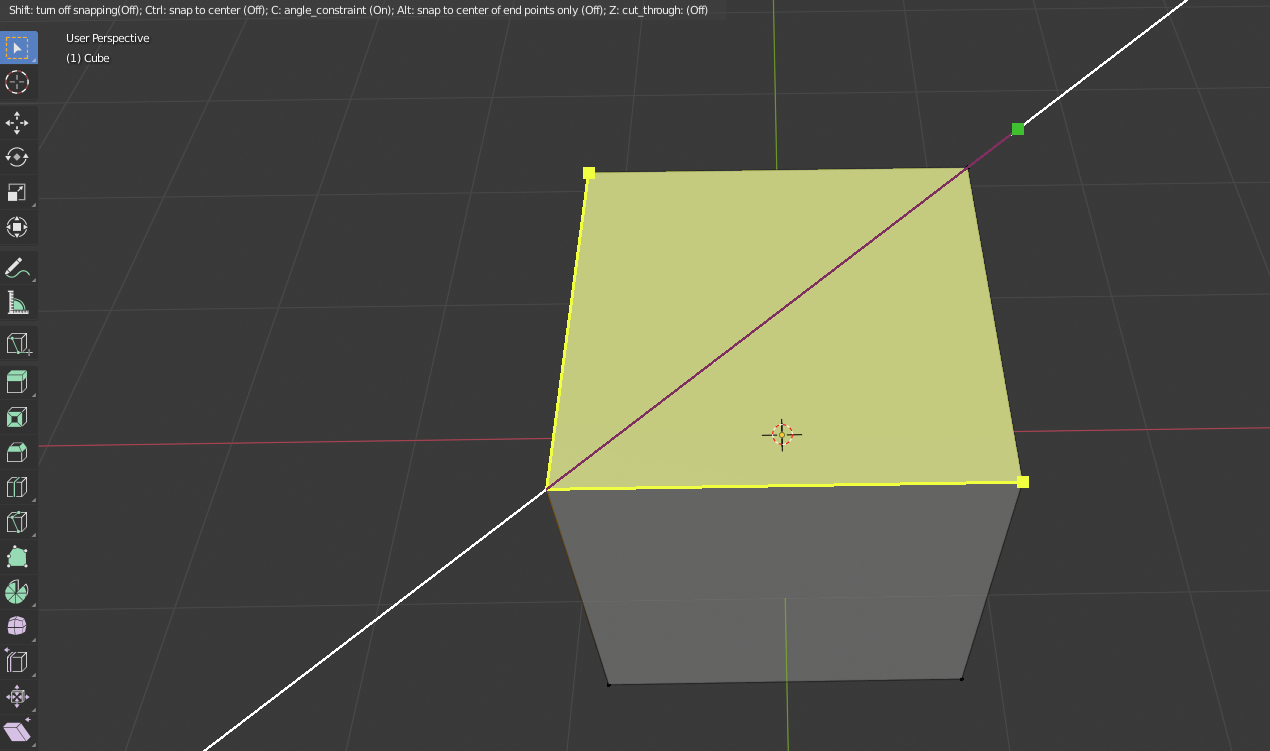 Shift: turn off snapping(Off); Ctrl: snap to center (Off); C: angle_constraint (On); Alt: snap to center of end points only (Off); Z: cut_through: (Off)
User Perspective
(1) Cube